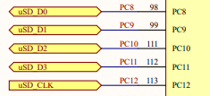 uSD_D0 PC8 98 PC8
uSD_D1 PC9 99 PC9
uSD_D2 PC10 111 PC10
uSD_D3 PC11 112 PC11
uSD_CLK PC12 113 PC12